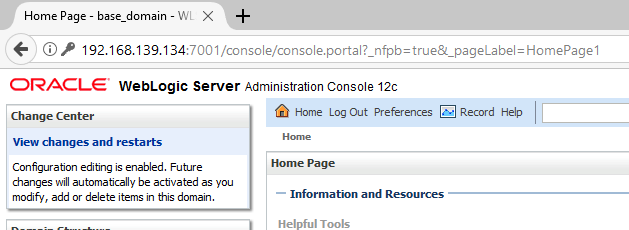 Home Page - base_domain - WL
192.168.139.134:7001/console/console.portal?_nfpb=true&_pageLabel=HomePage1
ORACLE WebLogic Server Administration Console 12c
Change Center
View changes and restarts
Configuration editing is enabled. Future
changes will automatically be activated as you
modify, add or delete items in this domain.
Domain Structure
Home Log Out Preferences Record Help
Home
Home Page
Information and Resources
Helpful Tools